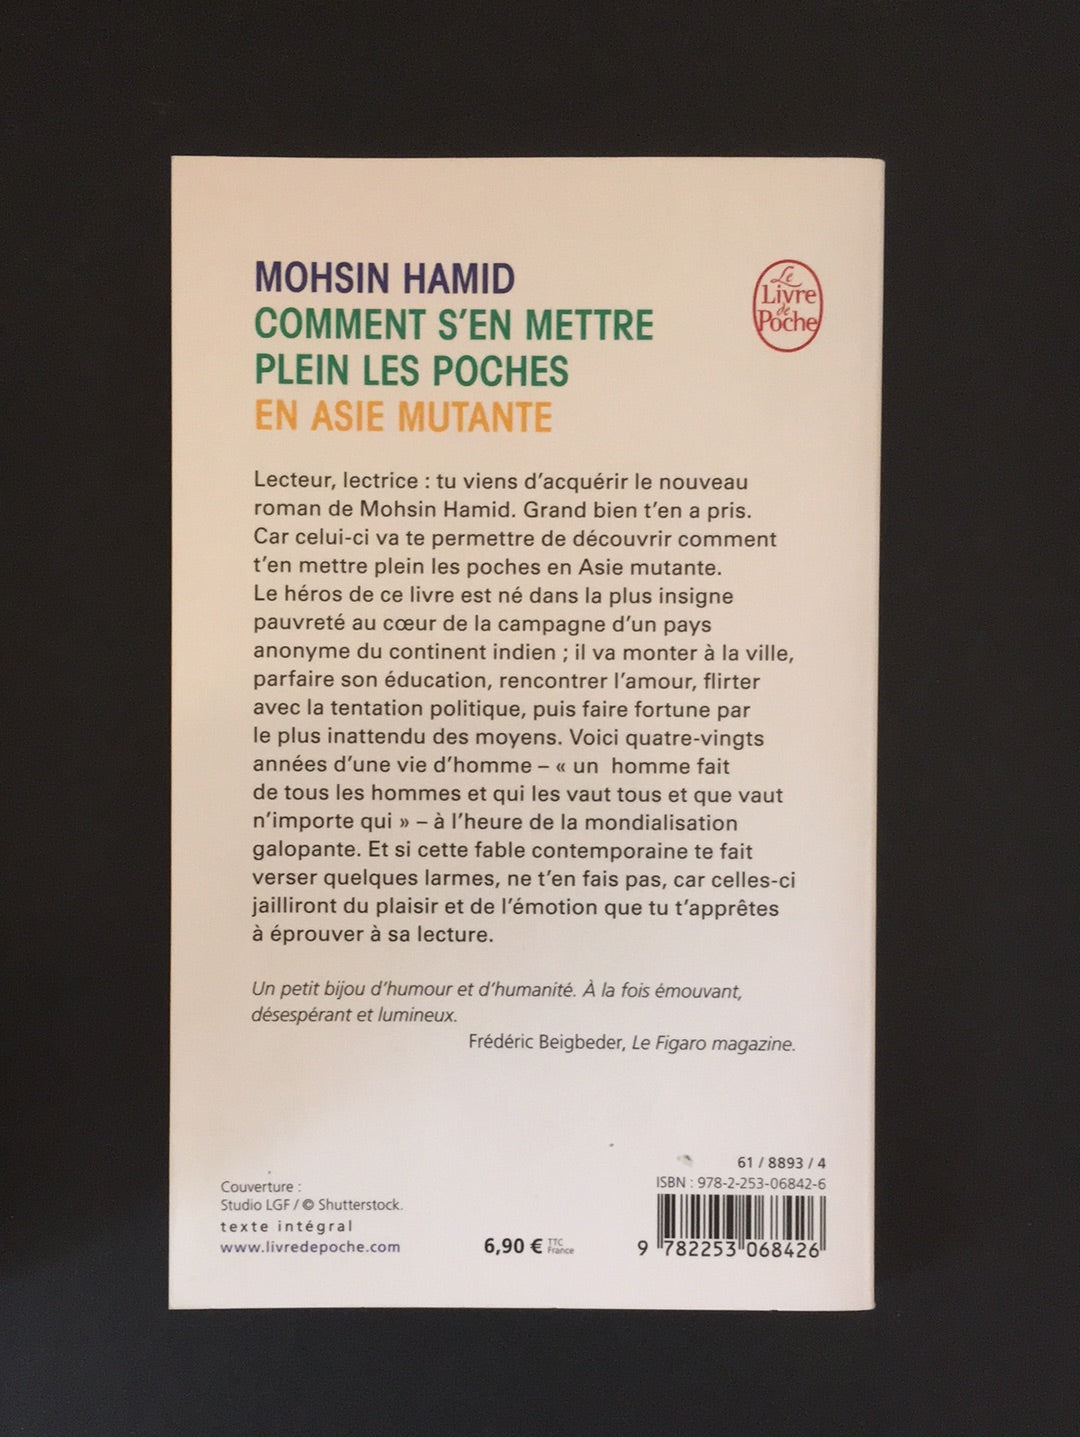 MOHSIN HAMID
COMMENT S'EN METTRE
PLEIN LES POCHES
EN ASIE MUTANTE
Le
Livre
de
Poche
Lecteur, lectrice : tu viens d'acquérir le nouveau
roman de Mohsin Hamid. Grand bien t'en a pris.
Car celui-ci va te permettre de découvrir comment
t'en mettre plein les poches en Asie mutante.
Le héros de ce livre est né dans la plus insigne
pauvreté au cœur de la campagne d'un pays
anonyme du continent indien ; il va monter à la ville,
parfaire son éducation, rencontrer l'amour, flirter
avec la tentation politique, puis faire fortune par
le plus inattendu des moyens. Voici quatre-vingts
années d'une vie d'homme – « un homme fait
de tous les hommes et qui les vaut tous et que vaut
n'importe qui » – à l'heure de la mondialisation
galopante. Et si cette fable contemporaine te fait
verser quelques larmes, ne t'en fais pas, car celles-ci
jailliront du plaisir et de l'émotion que tu t'apprêtes
à éprouver à sa lecture.
Un petit bijou d'humour et d'humanité. À la fois émouvant,
désespérant et lumineux.
Frédéric Beigbeder, Le Figaro magazine.
Couverture :
Studio LGF / © Shutterstock.
texte intégral
www.livredepoche.com
6,90 € TTC
France
61 / 8893 / 4
ISBN : 978-2-253-06842-6
9 782253 068426